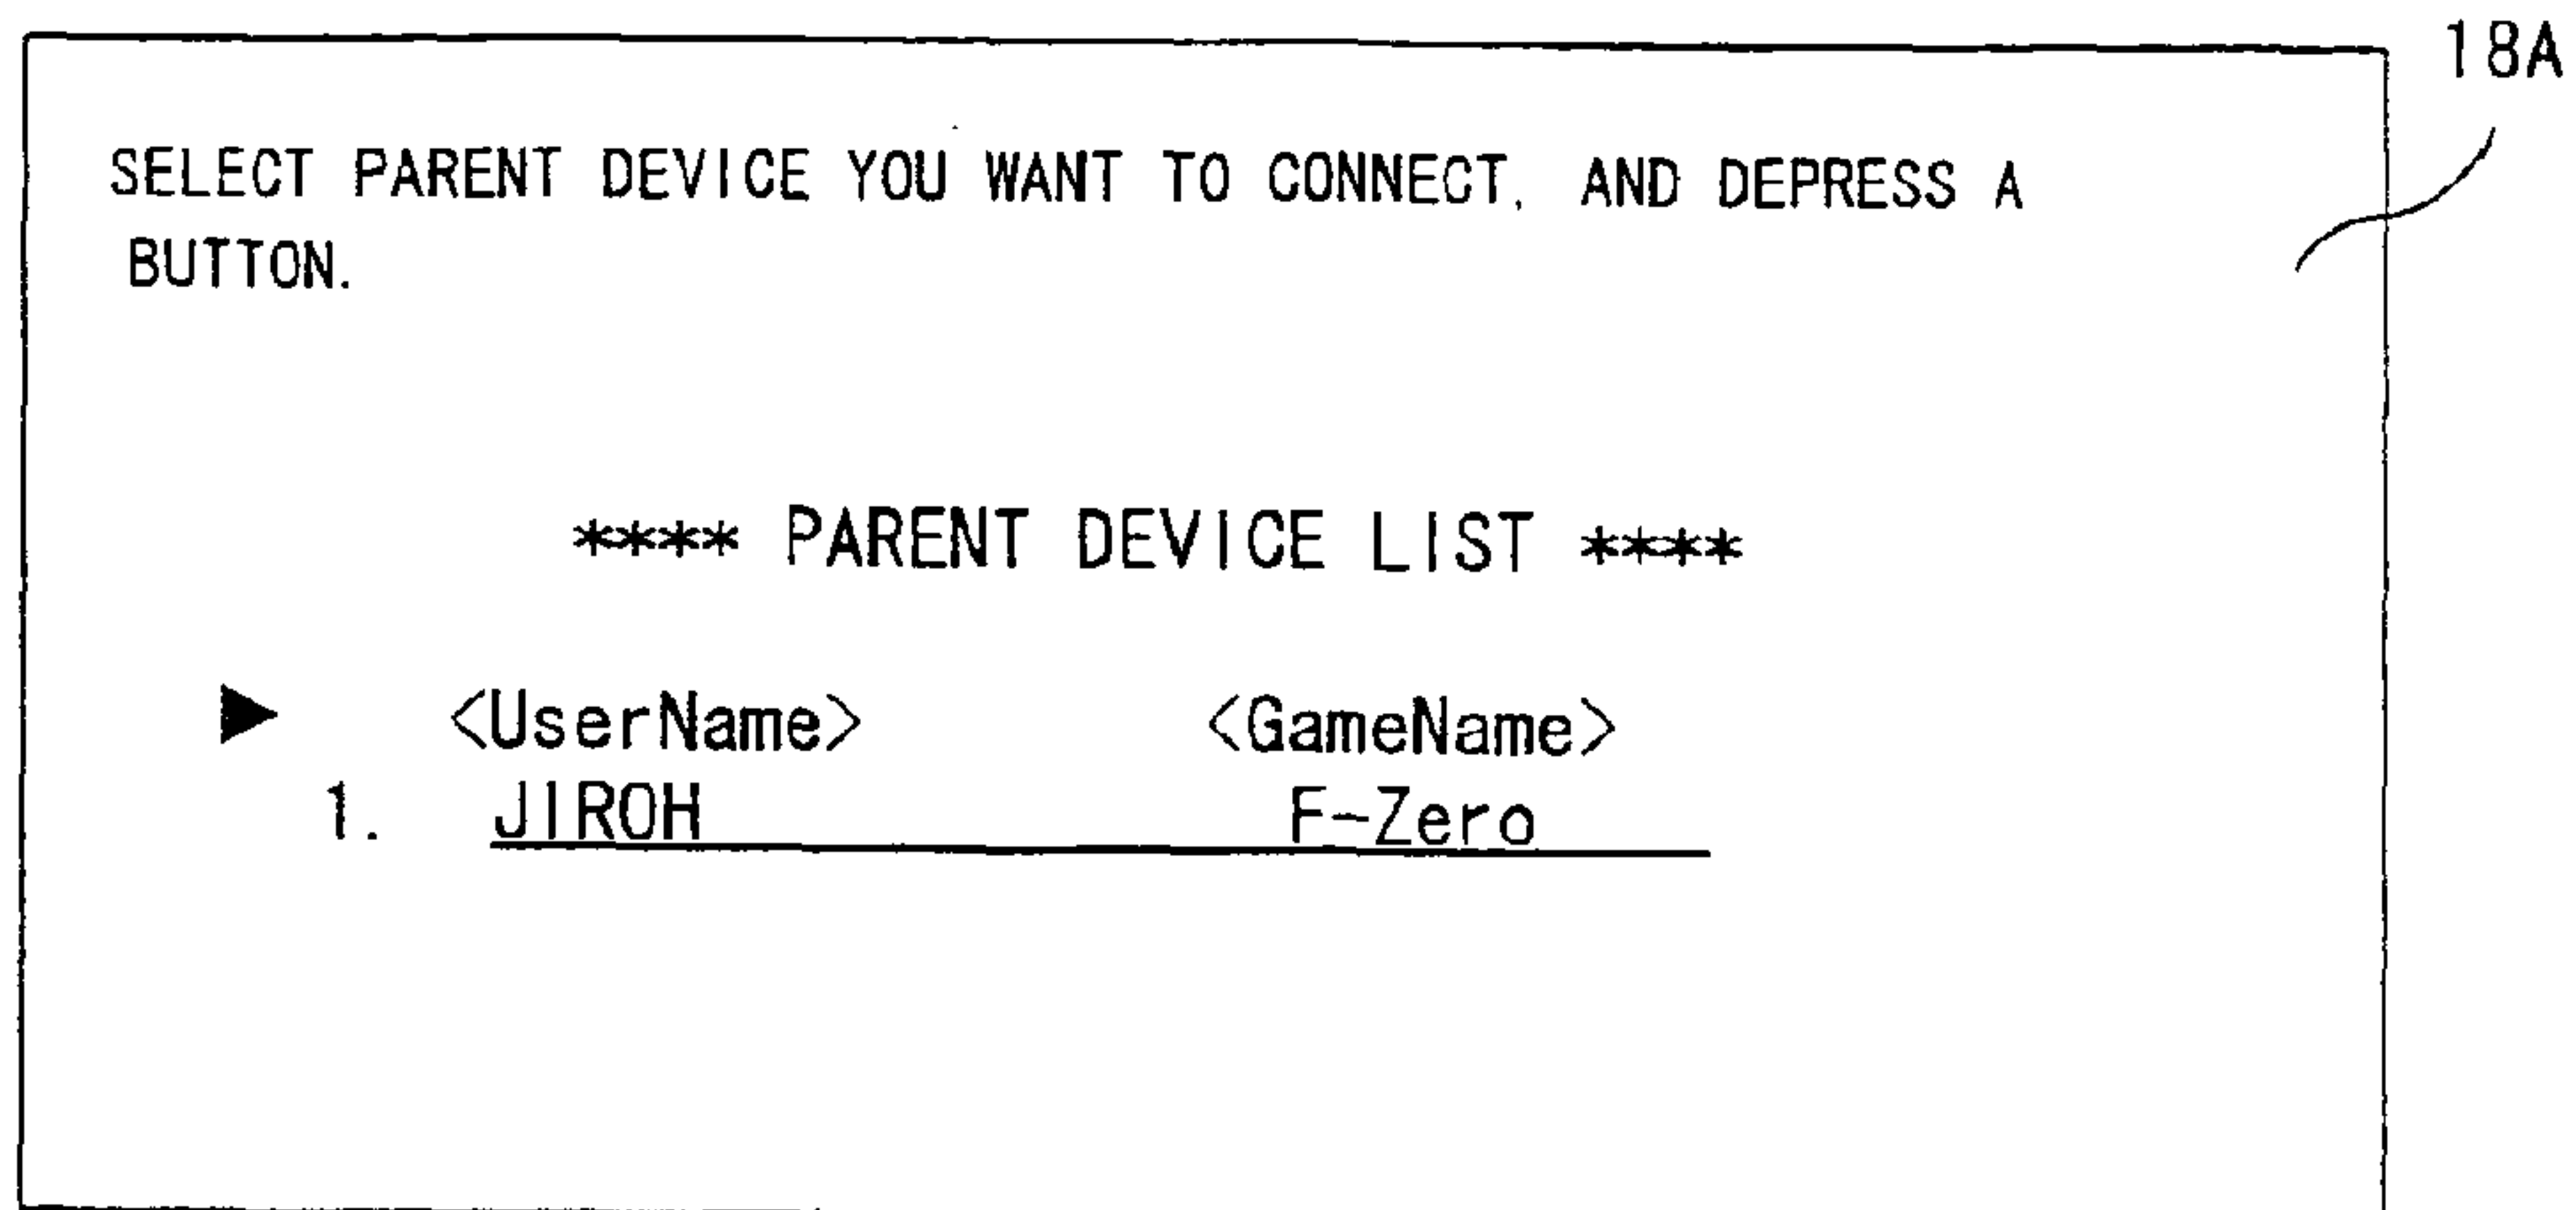 18A
SELECT PARENT DEVICE YOU WANT TO CONNECT, AND DEPRESS A
BUTTON.
**** PARENT DEVICE LIST ****
▶ <UserName> <GameName>
1. JIROH F-Zero